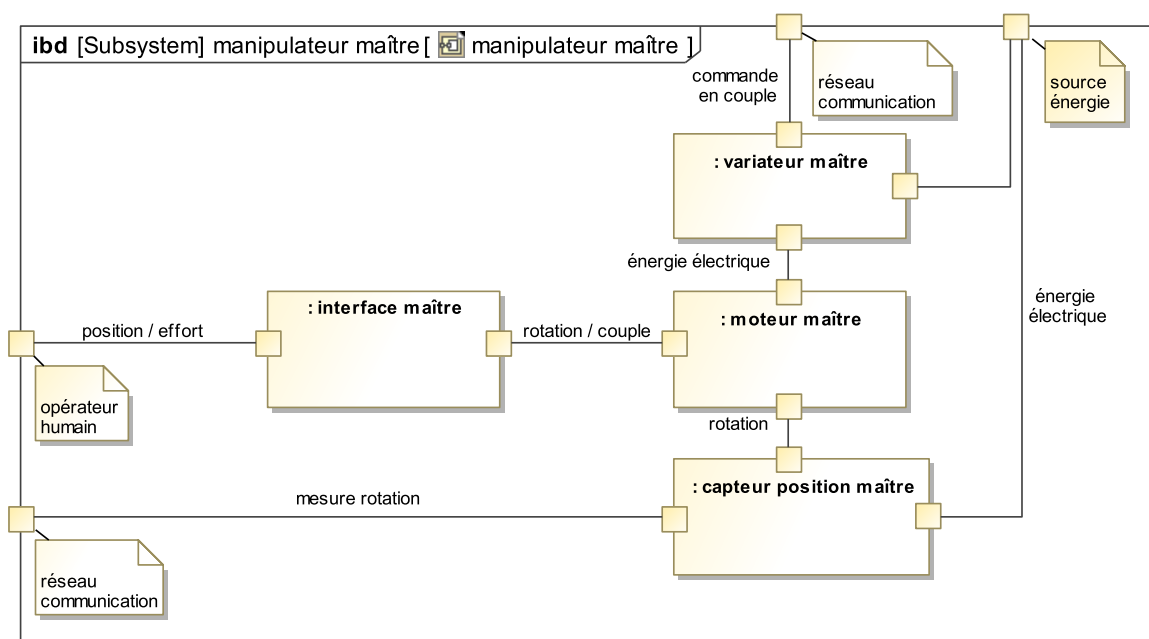 ibd [Subsystem] manipulateur maître [ manipulateur maître ]
commande
en couple
réseau
communication
source
énergie
: variateur maître
énergie électrique
: interface maître
: moteur maître
énergie
électrique
position / effort
rotation / couple
opérateur
humain
rotation
: capteur position maître
mesure rotation
réseau
communication